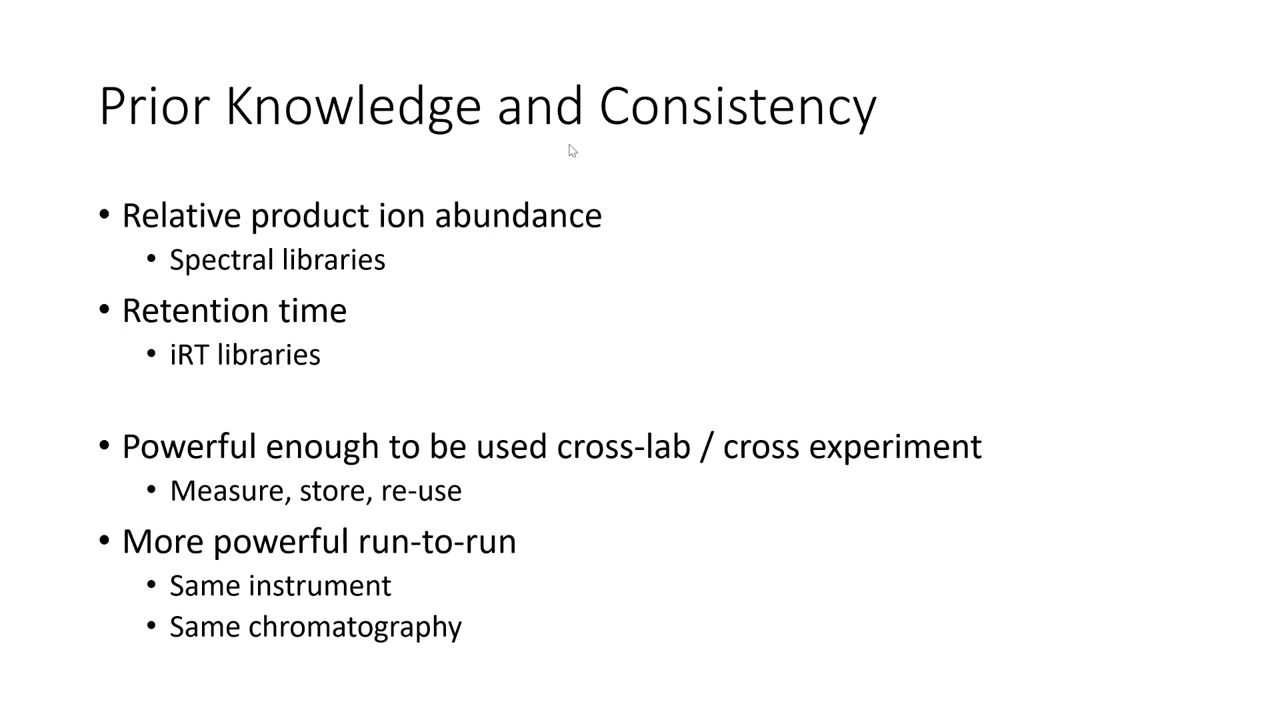 Prior Knowledge and Consistency
• Relative product ion abundance
• Spectral libraries
• Retention time
• iRT libraries
• Powerful enough to be used cross-lab / cross experiment
• Measure, store, re-use
• More powerful run-to-run
• Same instrument
• Same chromatography